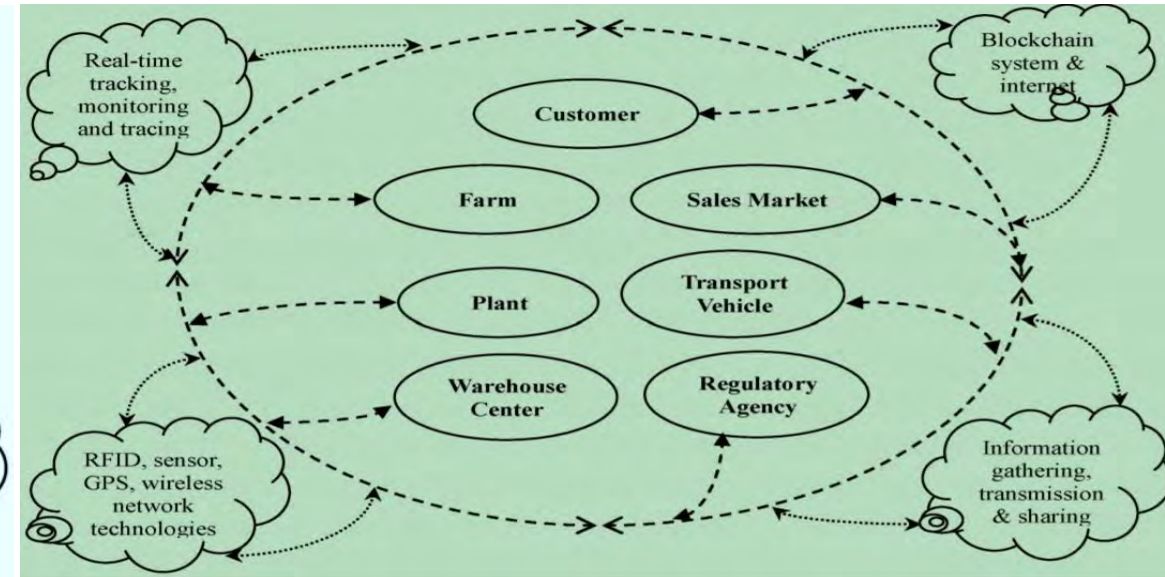 Real-time
tracking,
monitoring
and tracing
Blockchain
system &
internet
Customer
Farm
Sales Market
Plant
Transport
Vehicle
Warehouse
Center
Regulatory
Agency
RFID, sensor,
GPS, wireless
network
technologies
Information
gathering,
transmission
& sharing